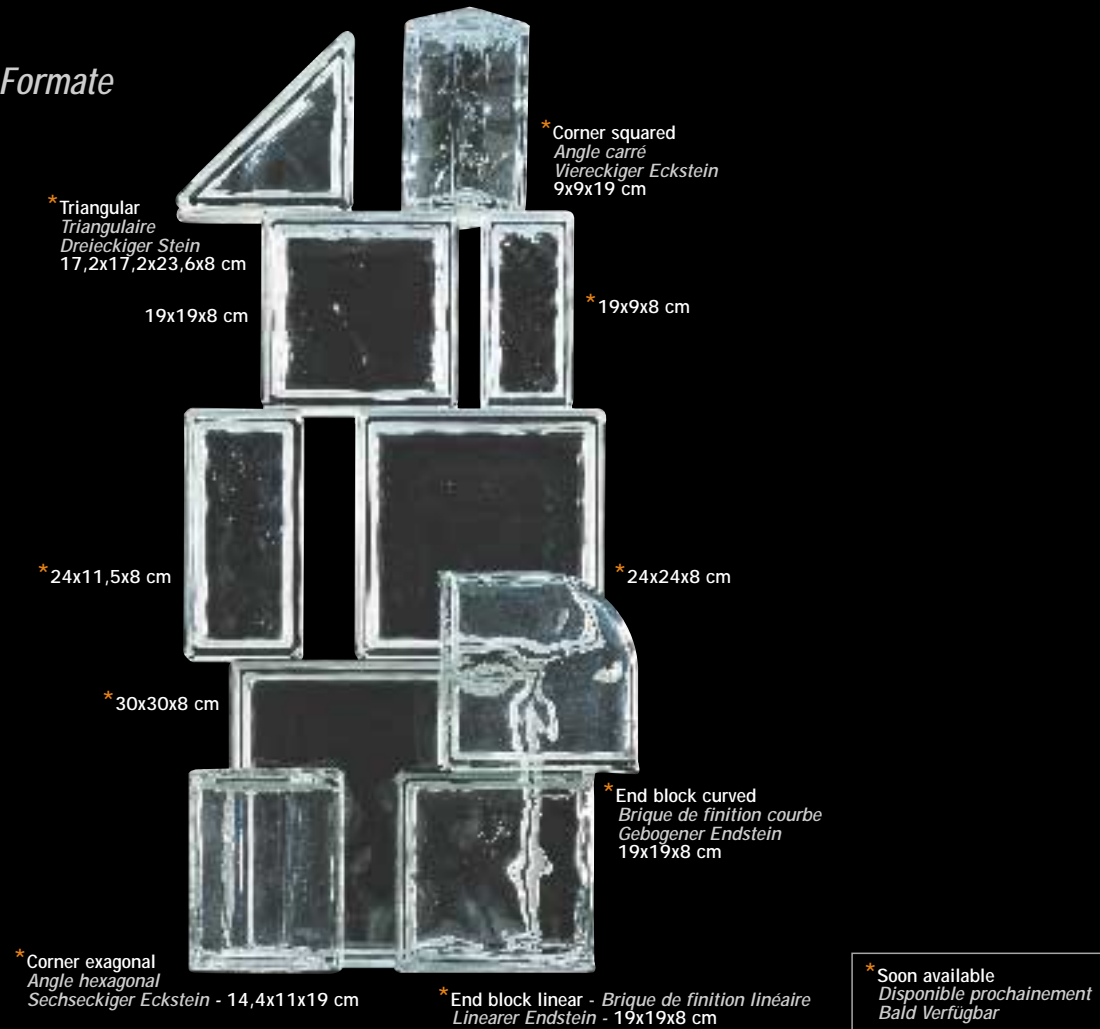 Formate
*Corner squared
Angle carré
Viereckiger Eckstein
9x9x19 cm
*Triangular
Triangulaire
Dreieckiger Stein
17,2x17,2x23,6x8 cm
19x19x8 cm
*19x9x8 cm
*24x11,5x8 cm
*24x24x8 cm
*30x30x8 cm
*End block curved
Brique de finition courbe
Gebogener Endstein
19x19x8 cm
*Corner exagonal
Angle hexagonal
Sechseckiger Eckstein - 14,4x11x19 cm
*End block linear - Brique de finition linéaire
Linearer Endstein - 19x19x8 cm
*Soon available
Disponible prochainement
Bald Verfügbar